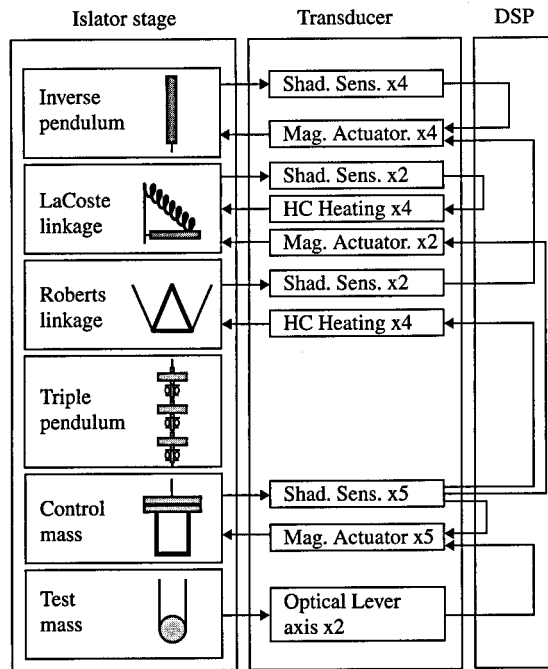 Islator stage
Transducer
DSP
Inverse
pendulum
Shad. Sens. x4
Mag. Actuator. x4
LaCoste
linkage
Shad. Sens. x2
HC Heating x4
Mag. Actuator. x2
Roberts
linkage
Shad. Sens. x2
HC Heating x4
Triple
pendulum
Control
mass
Shad. Sens. x5
Mag. Actuator x5
Test
mass
Optical Lever
axis x2